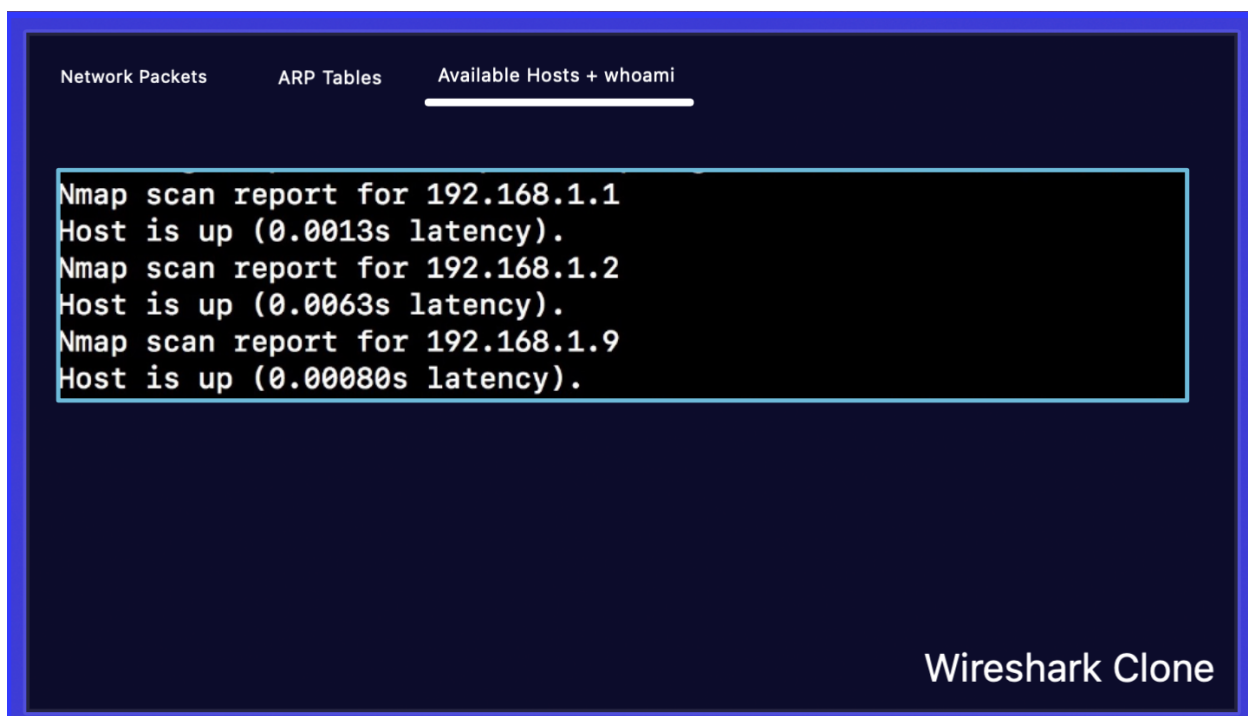 Network Packets
ARP Tables
Available Hosts + whoami
Nmap scan report for 192.168.1.1
Host is up (0.0013s latency).
Nmap scan report for 192.168.1.2
Host is up (0.0063s latency).
Nmap scan report for 192.168.1.9
Host is up (0.00080s latency).
Wireshark Clone